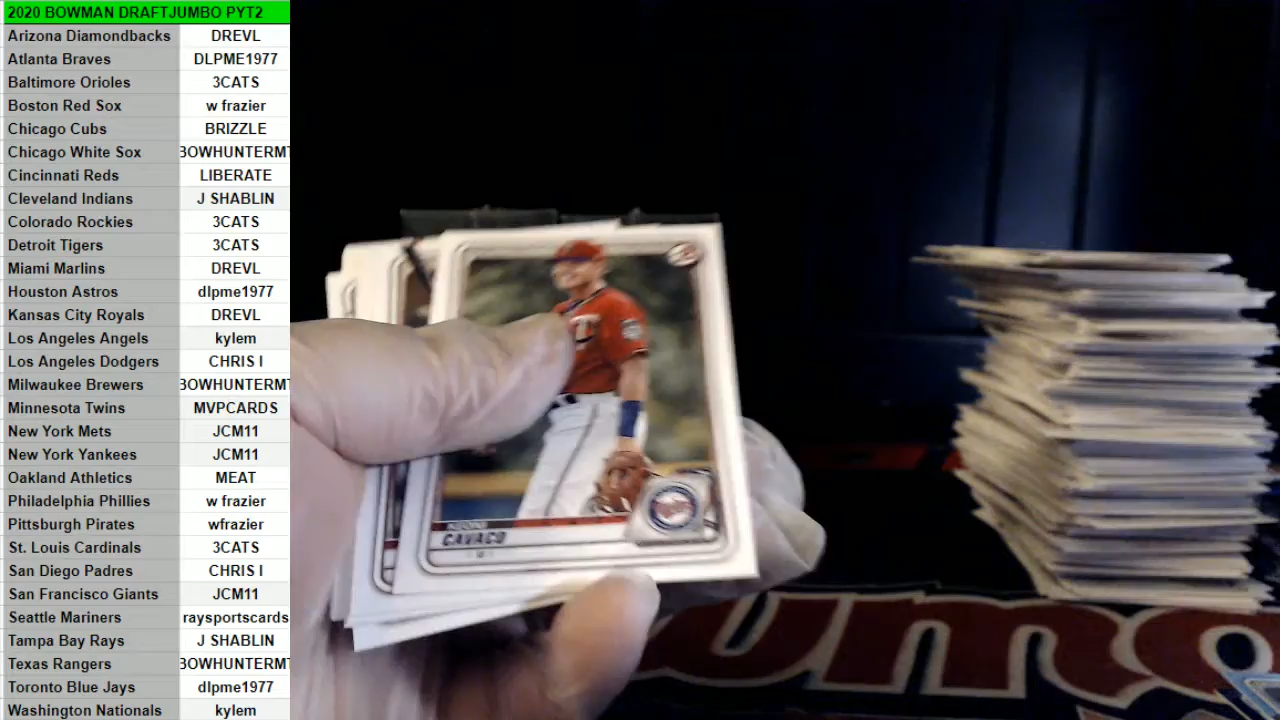 2020 BOWMAN DRAFTJUMBO PYT2
Arizona Diamondbacks DREVL
Atlanta Braves DLPME1977
Baltimore Orioles 3CATS
Boston Red Sox w frazier
Chicago Cubs BRIZZLE
Chicago White Sox BOWHUNTERMT
Cincinnati Reds LIBERATE
Cleveland Indians J SHABLIN
Colorado Rockies 3CATS
Detroit Tigers 3CATS
Miami Marlins DREVL
Houston Astros dlpme1977
Kansas City Royals DREVL
Los Angeles Angels kylem
Los Angeles Dodgers CHRIS I
Milwaukee Brewers BOWHUNTERMT
Minnesota Twins MVPCARDS
New York Mets JCM11
New York Yankees JCM11
Oakland Athletics MEAT
Philadelphia Phillies w frazier
Pittsburgh Pirates wfrazier
St. Louis Cardinals 3CATS
San Diego Padres CHRIS I
San Francisco Giants JCM11
Seattle Mariners raysportscards
Tampa Bay Rays J SHABLIN
Texas Rangers BOWHUNTERMT
Toronto Blue Jays dlpme1977
Washington Nationals kylem
CAVACO